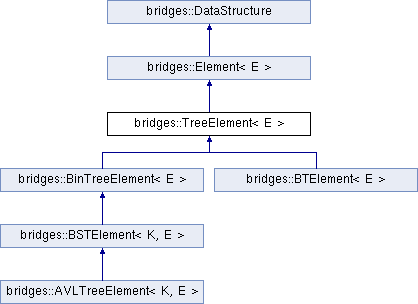 bridges::DataStructure
bridges::Element< E >
bridges::TreeElement< E >
bridges::BinTreeElement< E >
bridges::BTElement< E >
bridges::BSTElement< K, E >
bridges::AVLTreeElement< K, E >